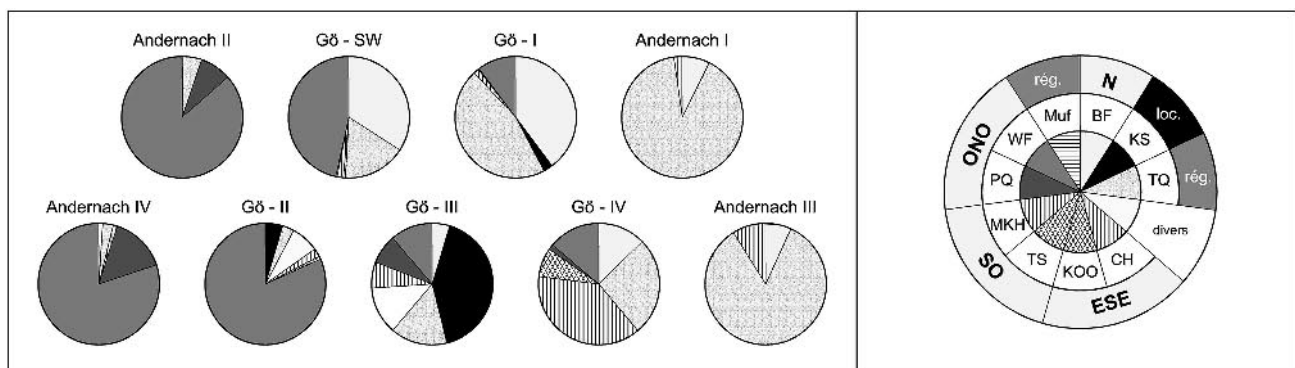 Andernach II
Gö - SW
Gö - I
Andernach I
Andernach IV
Gö - II
Gö - III
Gö - IV
Andernach III
rég.
N
loc.
rég.
ESE
SO
ONO
Muf
BF
KS
TQ
divers
CH
KOO
TS
MKH
PQ
WF